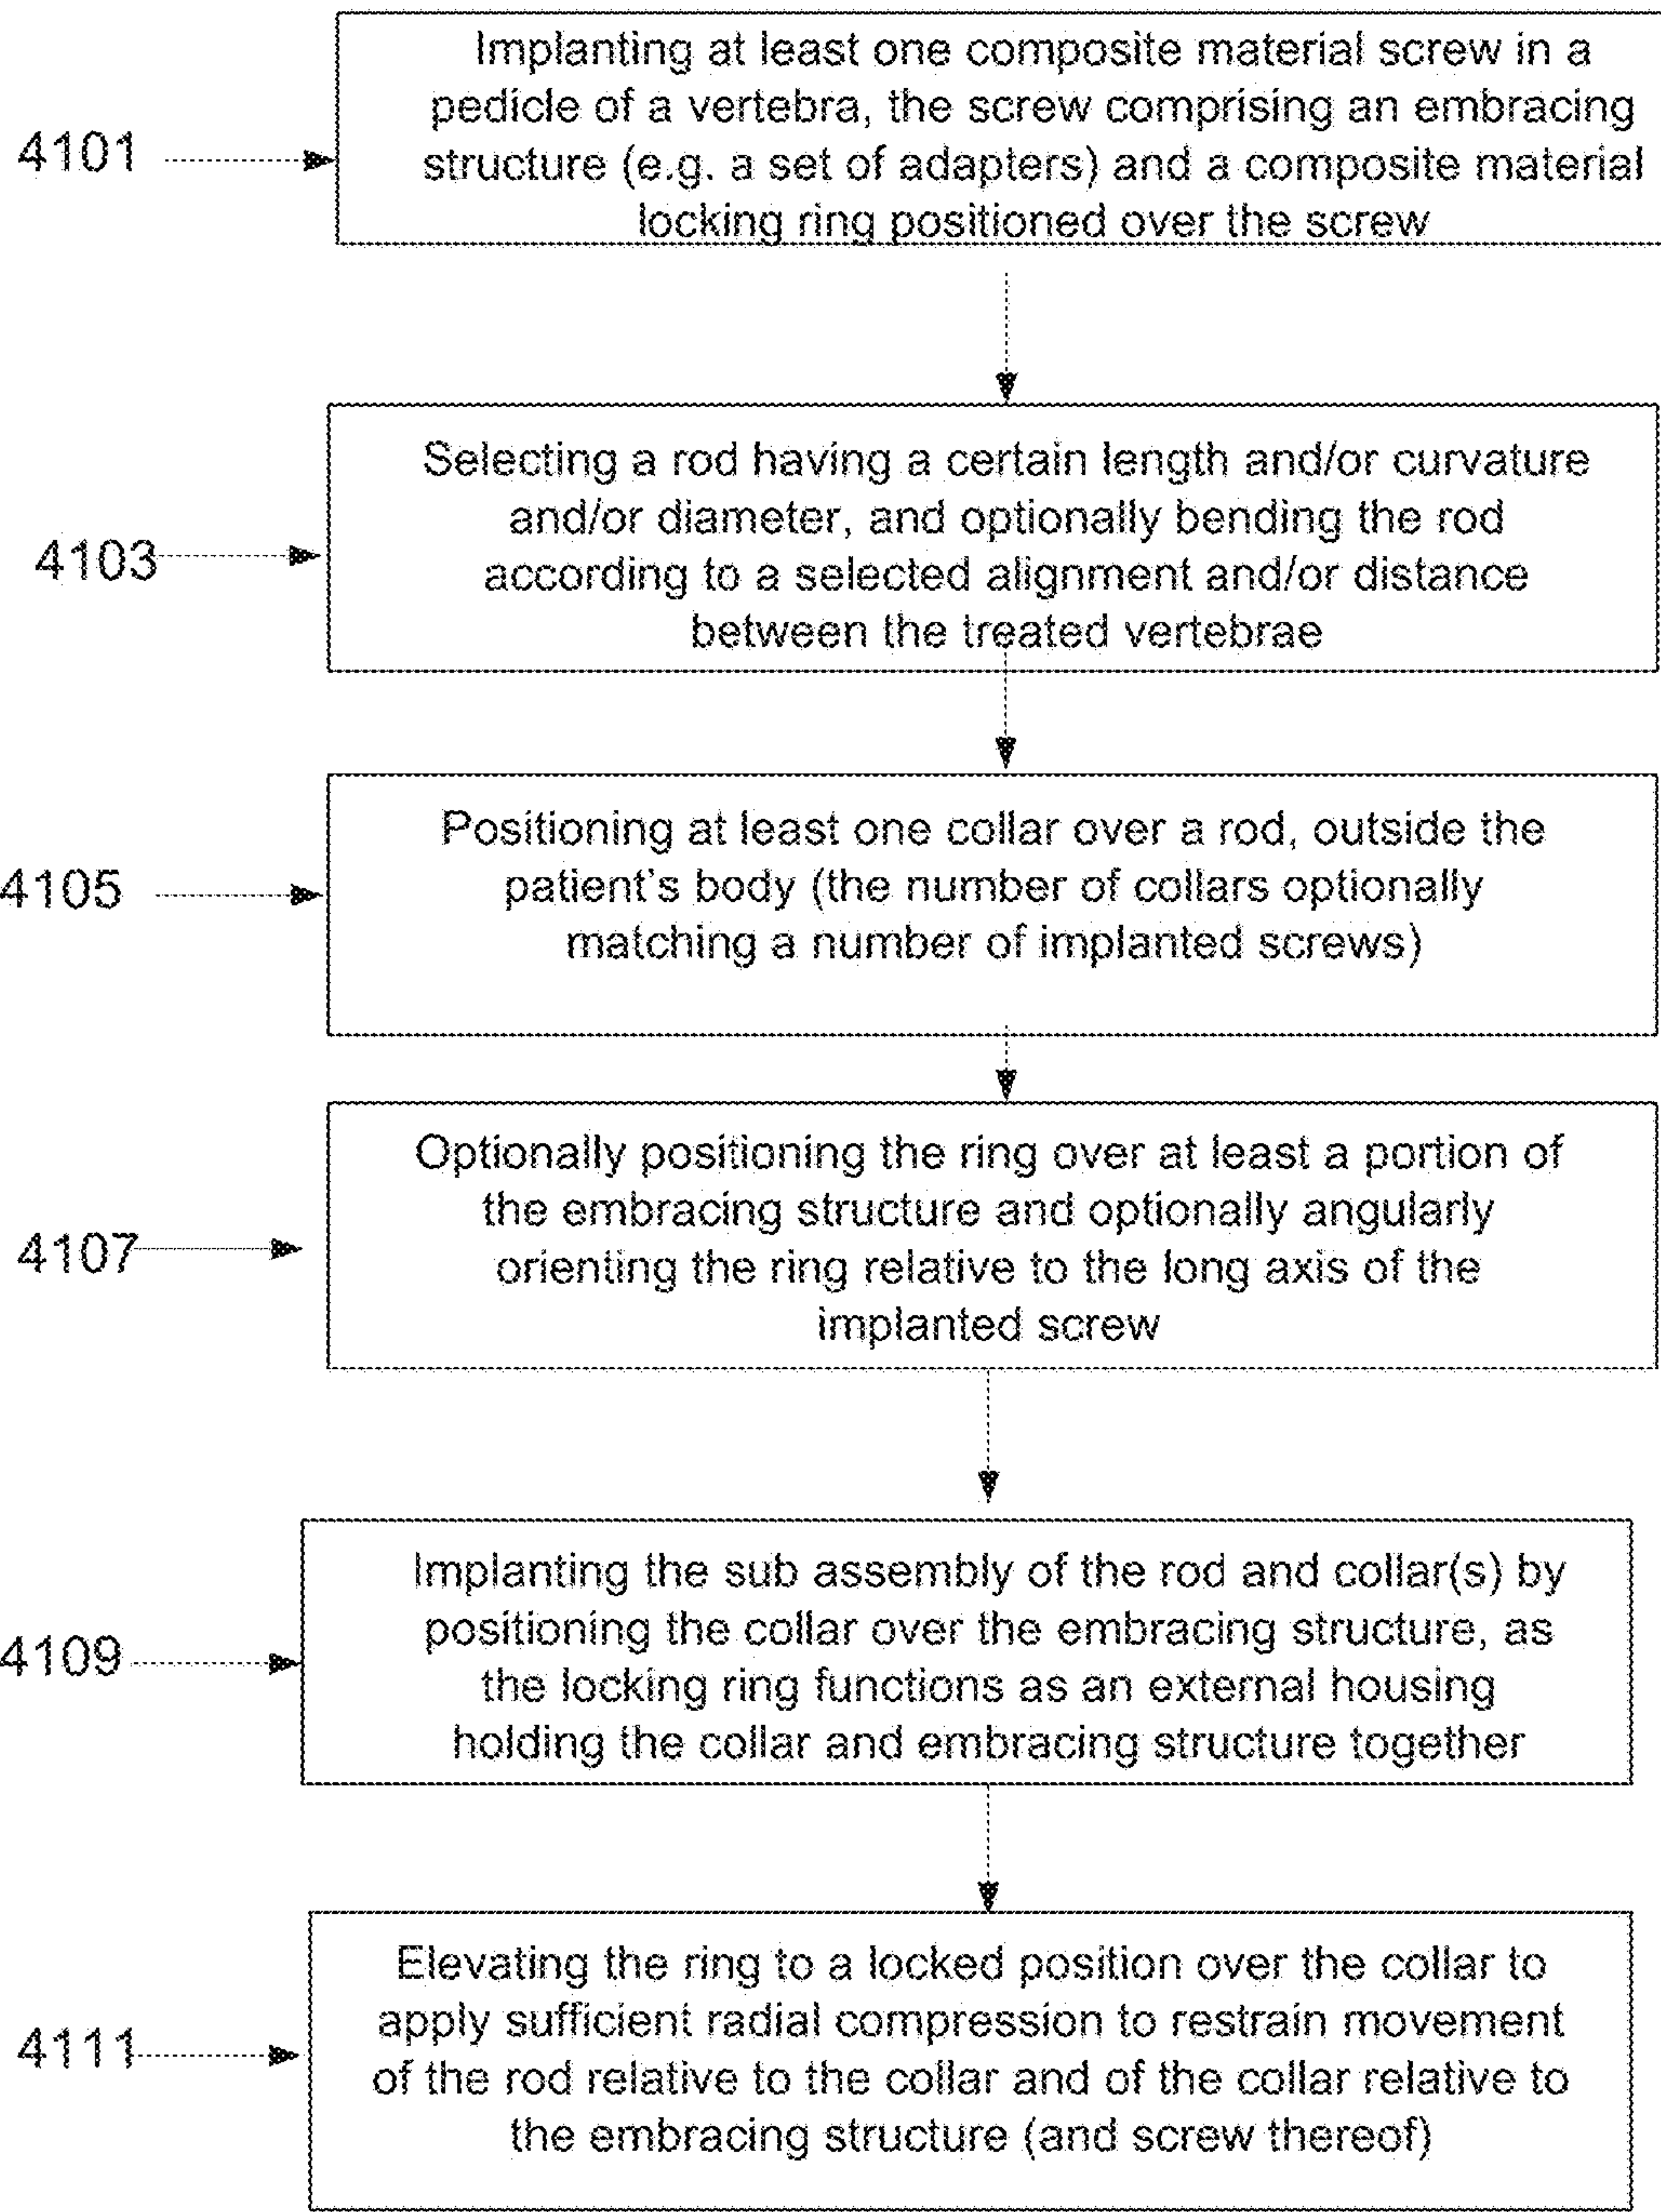 Implanting at least one composite material screw in a
pedicle of a vertebra, the screw comprising an embracing
4101
structure (e.g. a set of adapters) and a composite material
locking ring positioned over the screw
Selecting a rod having a certain length and/or curvature
and/or diameter, and optionally bending the rod
4103
according to a selected alignment and/or distance
between the treated vertebrae
Positioning at least one collar over a rod, outside the
4105
patient's body (the number of collars optionally
matching a number of implanted screws)
Optionally positioning the ring over at least a portion of
the embracing structure and optionally angularly
4107
orienting the ring relative to the long axis of the
implanted screw
Implanting the sub assembly of the rod and collar(s) by
positioning the collar over the embracing structure, as
4109
the locking ring functions as an external housing
holding the collar and embracing structure together
Elevating the ring to a locked position over the collar to
apply sufficient radial compression to restrain movement
4111
of the rod relative to the collar and of the collar relative to
the embracing structure (and screw thereof)